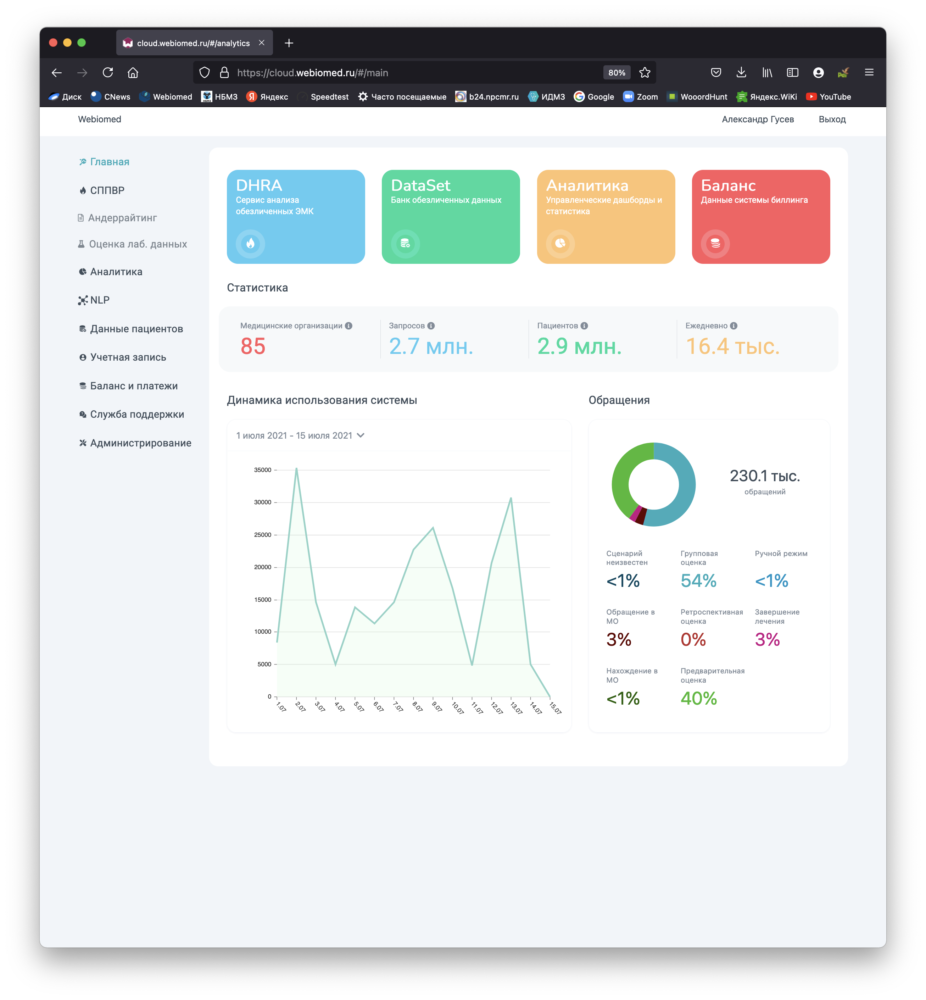 cloud.webiomed.ru/#/analytics
https://cloud.webiomed.ru/#/main
80%
Диск
CNews
Webiomed
НБМЗ
Яндекс
Speedtest
Часто посещаемые
b24.npcmr.ru
ИДМЗ
Google
Zoom
WooordHunt
Яндекс.WiKi
YouTube
Webiomed
Александр Гусев
Выход
Главная
СППВР
Андеррайтинг
Оценка лаб. данных
Аналитика
NLP
Данные пациентов
Учетная запись
Баланс и платежи
Служба поддержки
Администрирование
DHRA
Сервис анализа
обезличенных ЭМК
DataSet
Банк обезличенных данных
Аналитика
Управленческие дашборды и
статистика
Баланс
Данные системы биллинга
Статистика
Медицинские организации
85
Запросов
2.7 млн.
Пациентов
2.9 млн.
Ежедневно
16.4 тыс.
Динамика использования системы
1 июля 2021 - 15 июля 2021
35000
30000
25000
20000
15000
10000
5000
0
1.07
2.07
3.07
4.07
5.07
6.07
7.07
8.07
9.07
10.07
11.07
12.07
13.07
14.07
15.07
Обращения
230.1 тыс.
обращений
Сценарий
неизвестен
<1%
Групповая
оценка
54%
Ручной режим
<1%
Обращение в
МО
3%
Ретроспективная
оценка
0%
Завершение
лечения
3%
Нахождение в
МО
<1%
Предварительная
оценка
40%